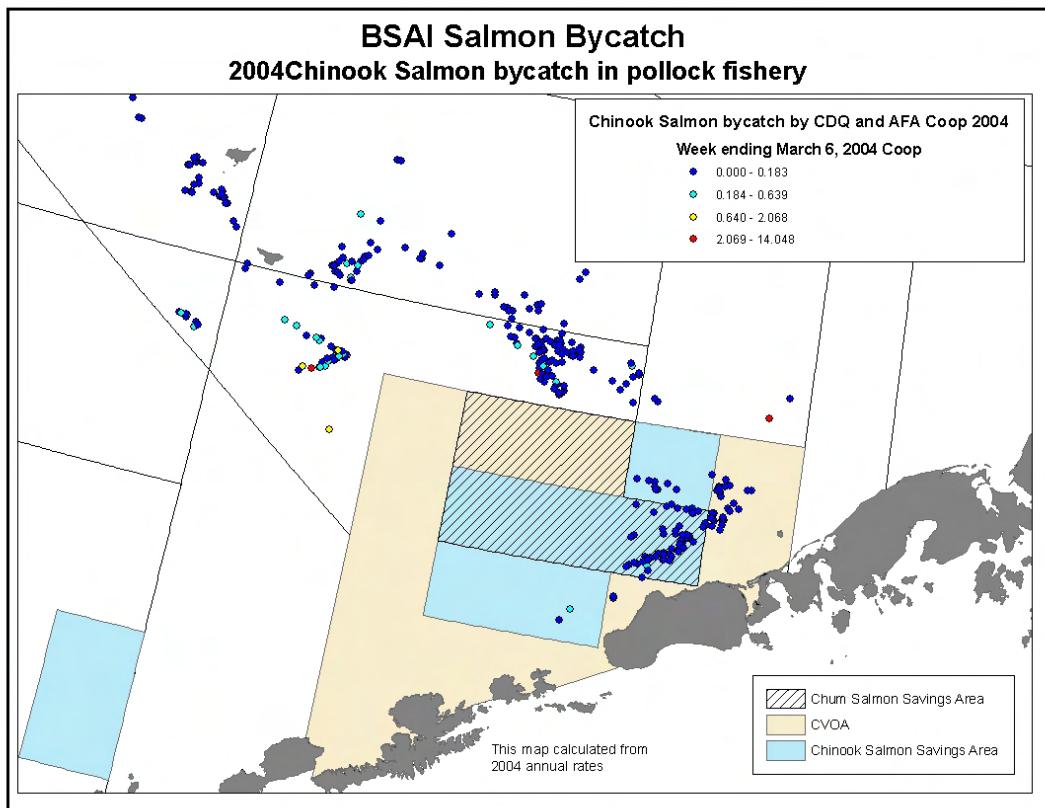 BSAI Salmon Bycatch
2004Chinook Salmon bycatch in pollock fishery
Chinook Salmon bycatch by CDQ and AFA Coop 2004
Week ending March 6, 2004 Coop
0.000 - 0.183
0.184 - 0.639
0.640 - 2.068
2.069 - 14.048
Chum Salmon Savings Area
CVOA
Chinook Salmon Savings Area
This map calculated from
2004 annual rates